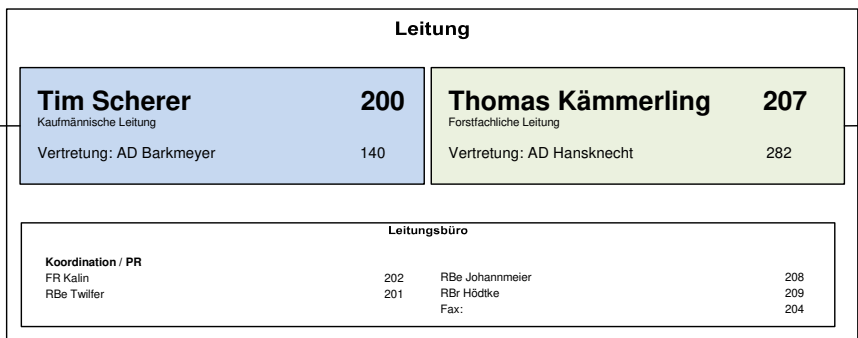 Leitung
Tim Scherer 200
Kaufmännische Leitung
Vertretung: AD Barkmeyer 140
Thomas Kämmerling 207
Forstfachliche Leitung
Vertretung: AD Hansknecht 282
Leitungsbüro
Koordination / PR
FR Kalin 202
RBe Twilfer 201
RBe Johannmeier 208
RBr Hödtke 209
Fax: 204